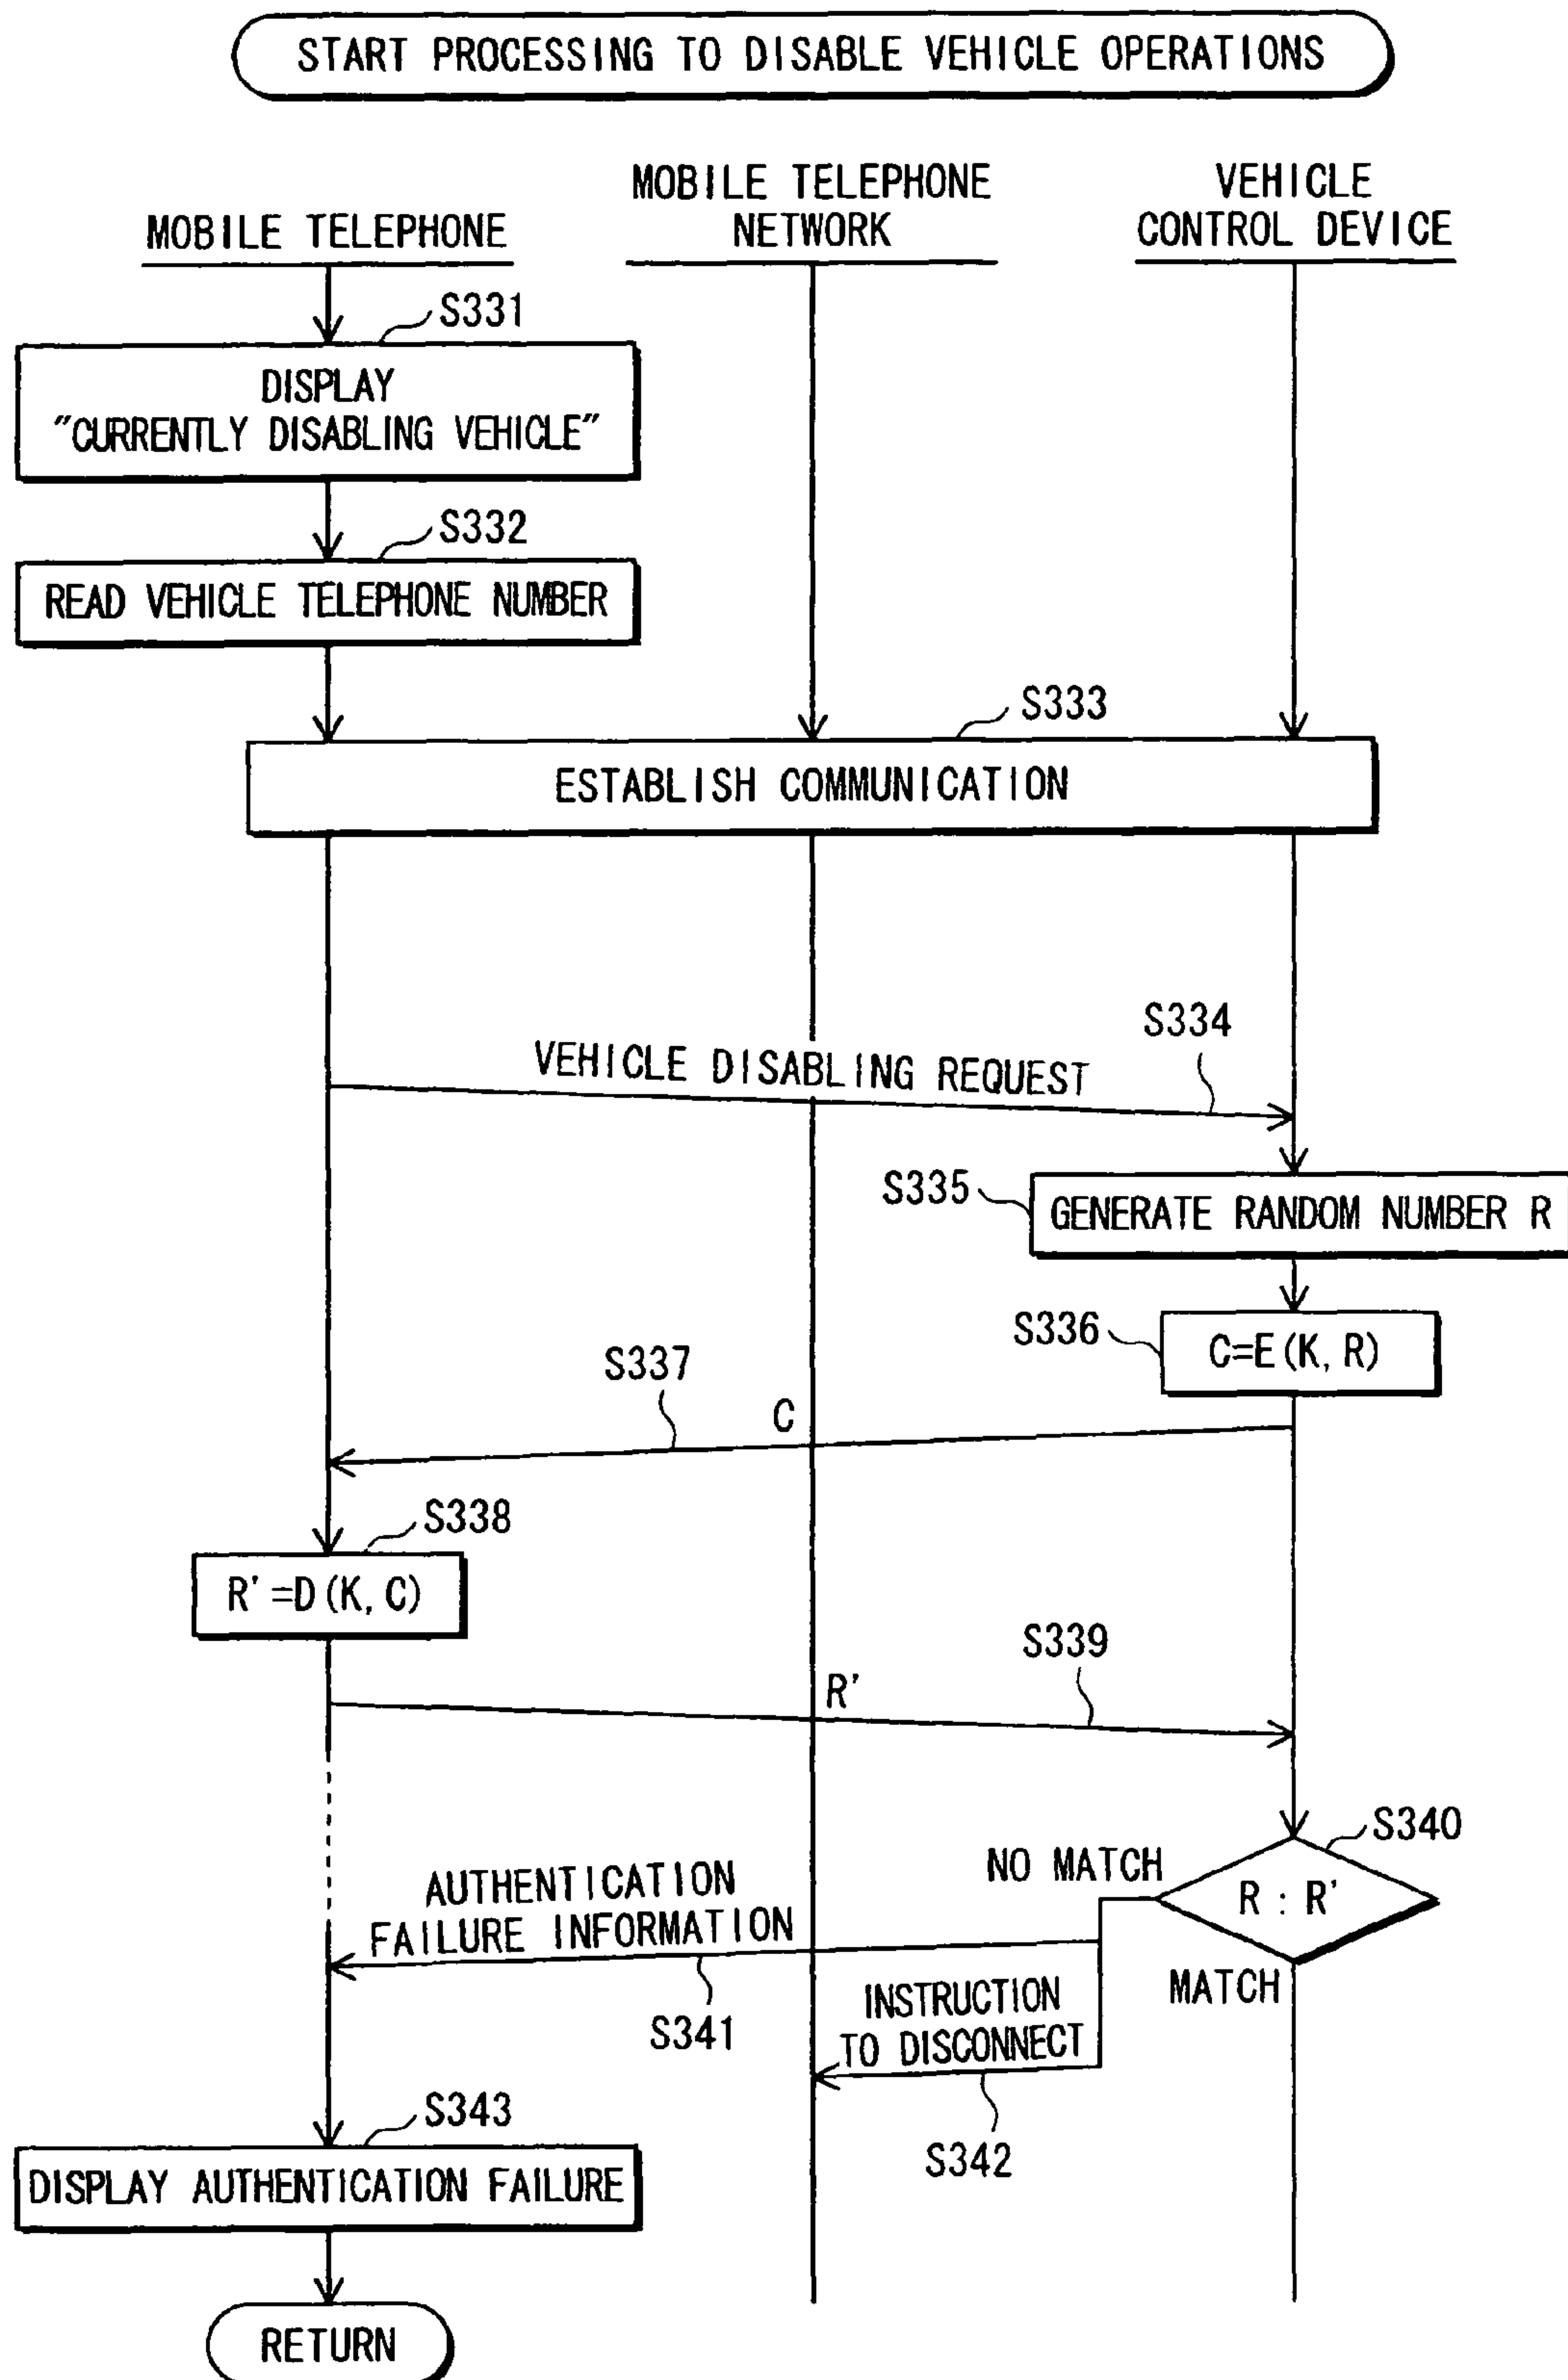 START PROCESSING TO DISABLE VEHICLE OPERATIONS
MOBILE TELEPHONE
MOBILE TELEPHONE
NETWORK
VEHICLE
CONTROL DEVICE
S331
DISPLAY
"CURRENTLY DISABLING VEHICLE"
S332
READ VEHICLE TELEPHONE NUMBER
S333
ESTABLISH COMMUNICATION
S334
VEHICLE DISABLING REQUEST
S335
GENERATE RANDOM NUMBER R
S336
C=E(K, R)
S337
C
S338
R'=D(K, C)
S339
R'
S340
R : R'
NO MATCH
MATCH
AUTHENTICATION
FAILURE INFORMATION
S341
INSTRUCTION
TO DISCONNECT
S342
S343
DISPLAY AUTHENTICATION FAILURE
RETURN